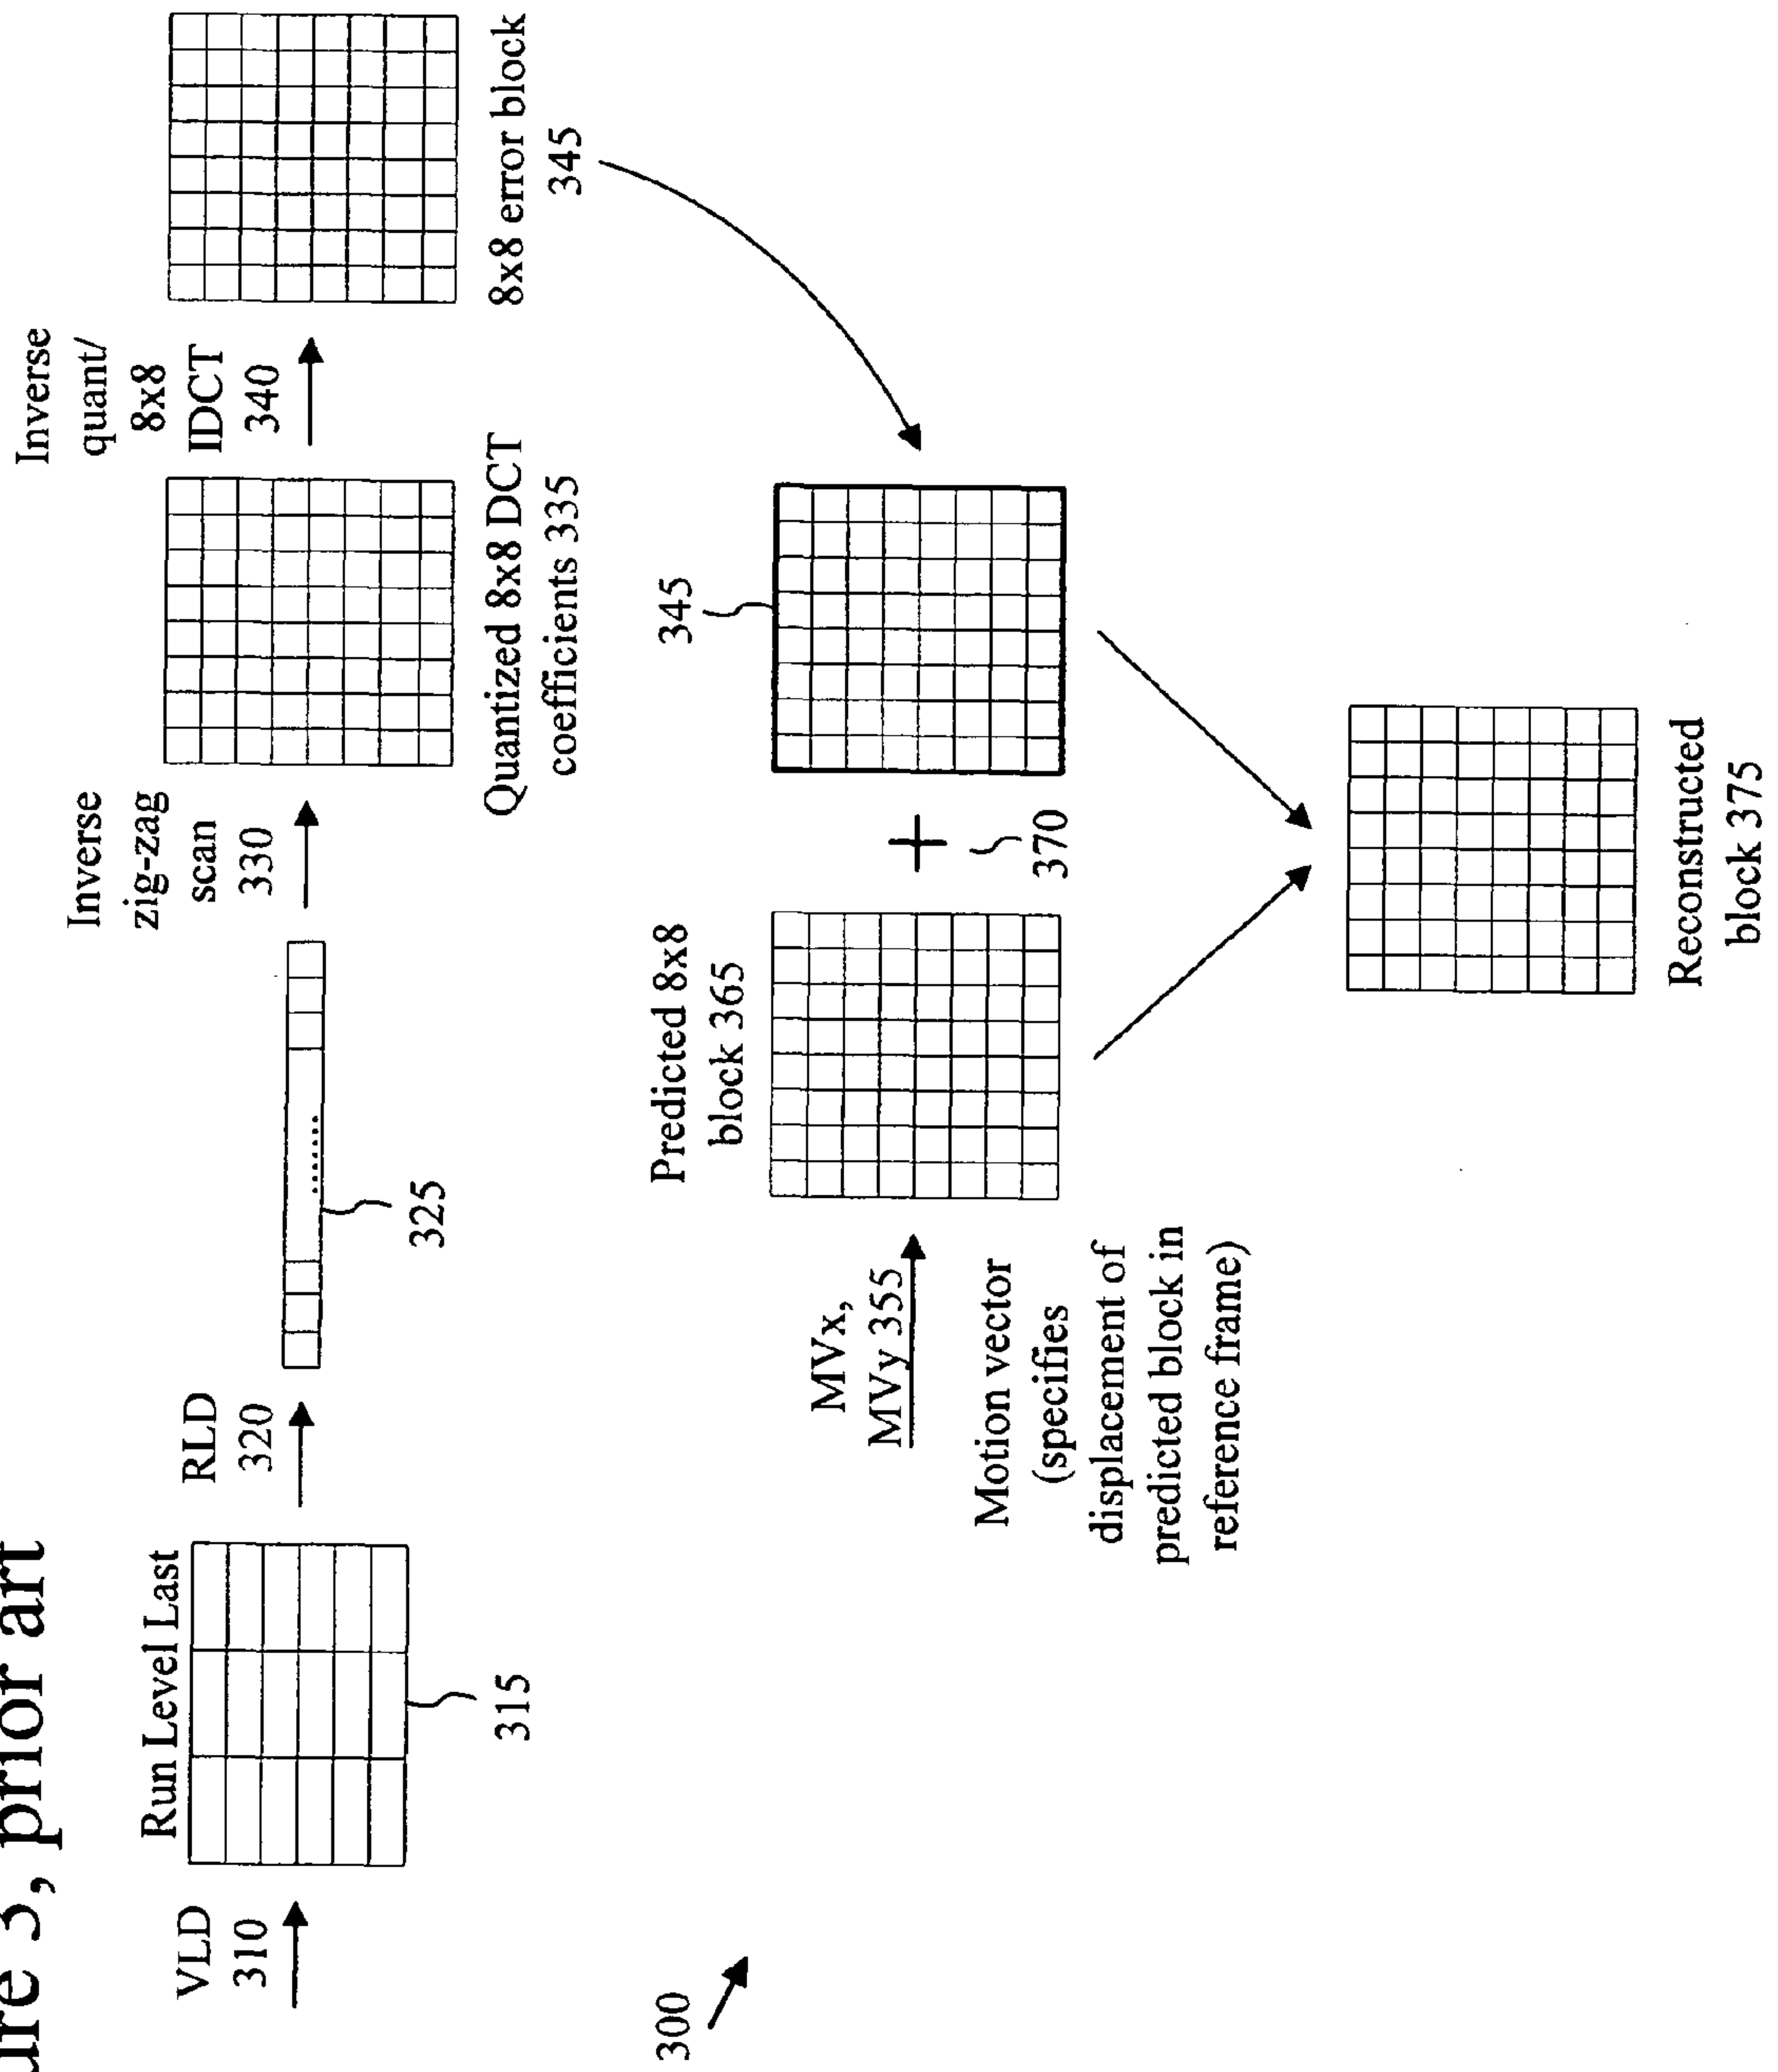 3, prior art
VLD
310
Run Level Last
315
RLD
320
325
Inverse
zig-zag
scan
330
Quantized 8x8 DCT
coefficients 335
Inverse
quant/
8x8
IDCT
340
8x8 error block
345
300
MVx,
MVy 355
Motion vector
(specifies
displacement of
predicted block in
reference frame)
Predicted 8x8
block 365
370
345
Reconstructed
block 375